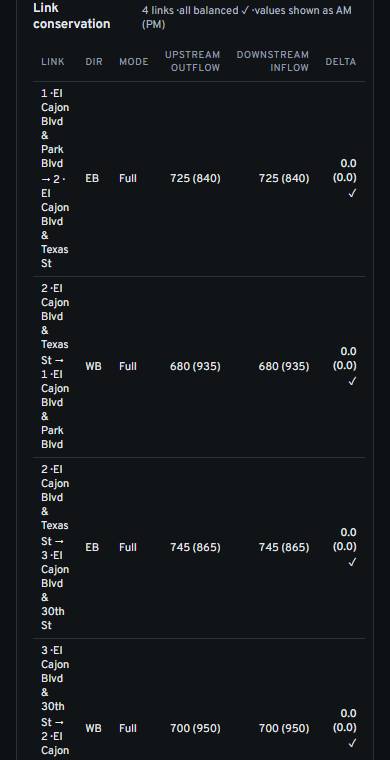 Link
conservation
4 links ·all balanced ✓ ·values shown as AM
(PM)
LINK DIR MODE UPSTREAM OUTFLOW DOWNSTREAM INFLOW DELTA
1 ·El
Cajon
Blvd
&
Park
Blvd
→ 2 ·
El
Cajon
Blvd
&
Texas
St
EB Full 725 (840) 725 (840) 0.0
(0.0)
✓
2 ·El
Cajon
Blvd
&
Texas
St →
1 ·El
Cajon
Blvd
&
Park
Blvd
WB Full 680 (935) 680 (935) 0.0
(0.0)
✓
2 ·El
Cajon
Blvd
&
Texas
St →
3 ·El
Cajon
Blvd
&
30th
St
EB Full 745 (865) 745 (865) 0.0
(0.0)
✓
3 ·El
Cajon
Blvd
&
30th
St →
2 ·El
Cajon
WB Full 700 (950) 700 (950) 0.0
(0.0)
✓